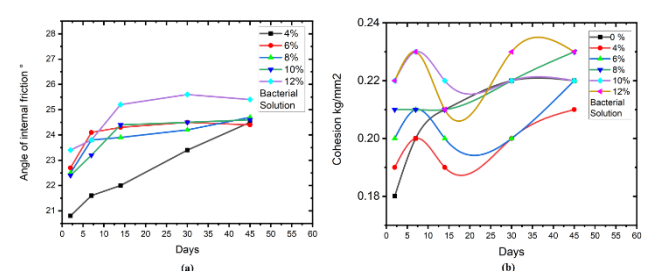 28
27
26
25
24
23
22
21
0 5 10 15 20 25 30 35 40 45 50 55 60
Angle of internal friction °
Days
4%
6%
8%
10%
12%
Bacterial
Solution
(a)
0.24
0.22
0.20
0.18
0 5 10 15 20 25 30 35 40 45 50 55 60
Cohesion kg/mm2
Days
0 %
4%
6%
8%
10%
12%
Bacterial
Solution
(b)